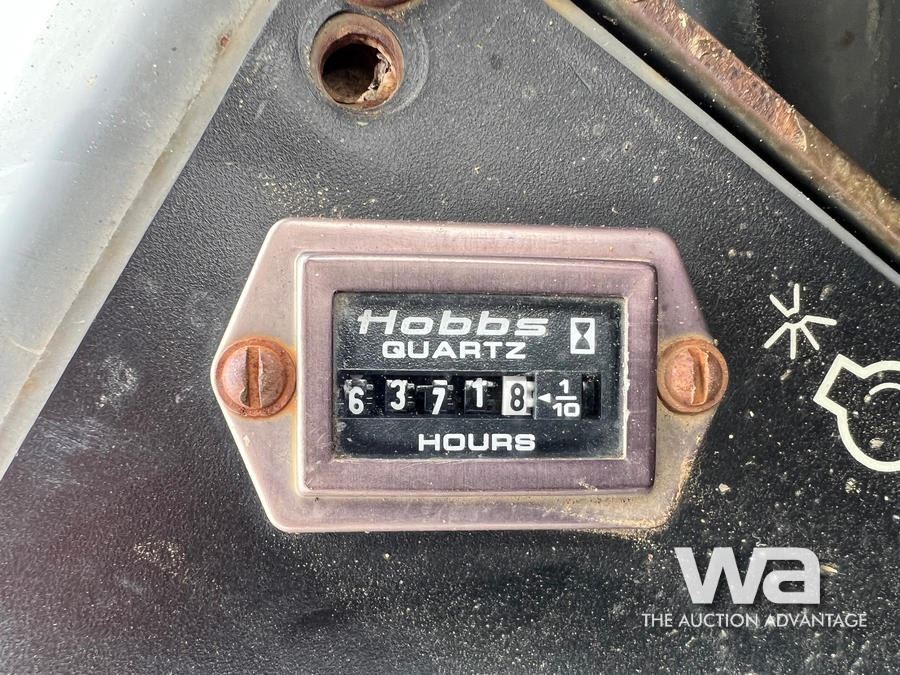 Hobbs
QUARTZ
6 3 7 1 8 ◄ 1/10
HOURS
wa
THE AUCTION ADVANTAGE